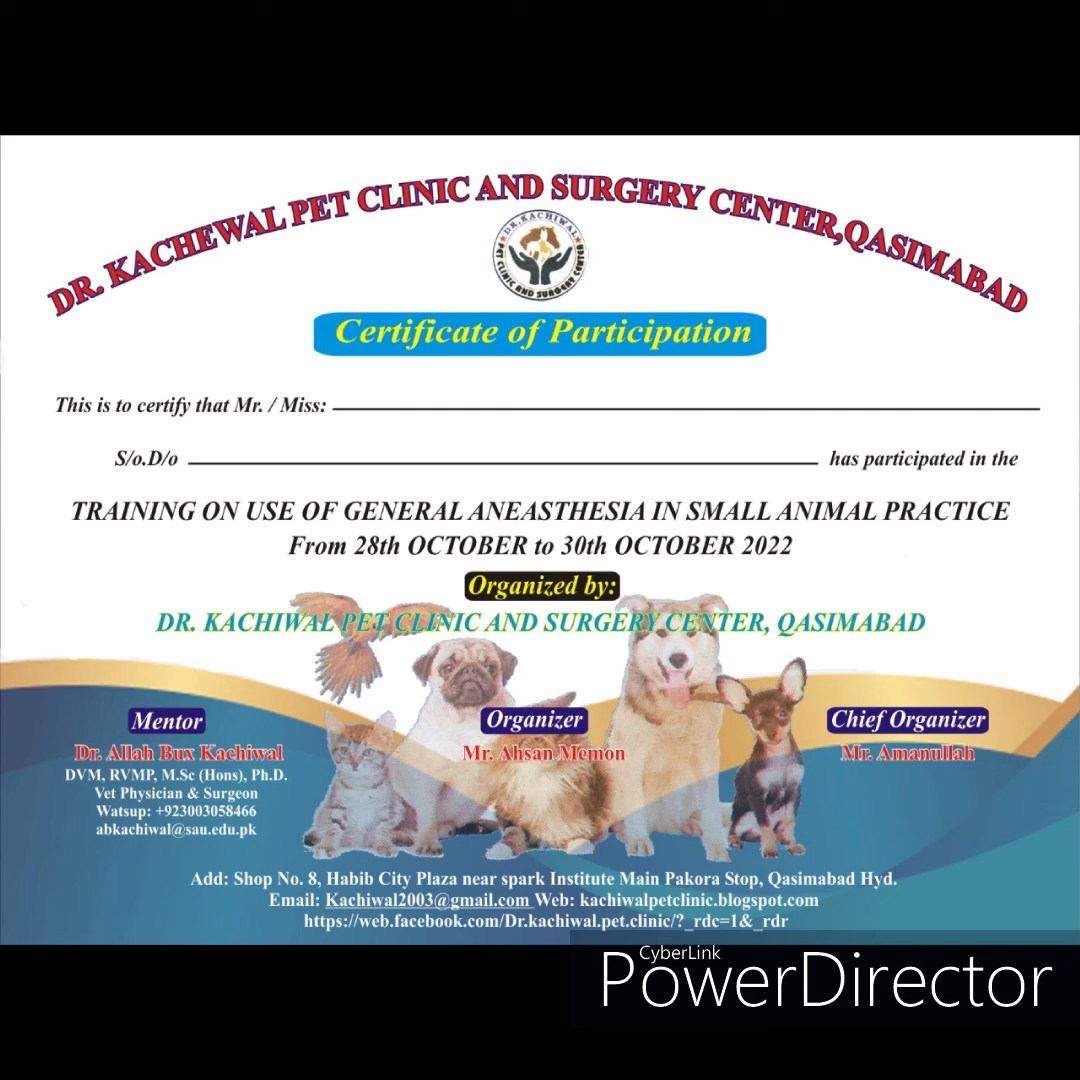 DR. KACHEWAL PET CLINIC AND SURGERY CENTER,QASIMABAD
DR.KACHIWAL
PET CLINIC AND SURGERY CENTER
Certificate of Participation
This is to certify that Mr. / Miss:
S/o.D/o has participated in the
TRAINING ON USE OF GENERAL ANEASTHESIA IN SMALL ANIMAL PRACTICE
From 28th OCTOBER to 30th OCTOBER 2022
Organized by:
DR. KACHIWAL PET CLINIC AND SURGERY CENTER, QASIMABAD
Mentor
Dr. Allah Bux Kachiwal
DVM, RVMP, M.Sc (Hons), Ph.D.
Vet Physician & Surgeon
Watsup: +923003058466
abkachiwal@sau.edu.pk
Organizer
Mr. Ahsan Memon
Chief Organizer
Mr. Amanullah
Add: Shop No. 8, Habib City Plaza near spark Institute Main Pakora Stop, Qasimabad Hyd.
Email: Kachiwal2003@gmail.com Web: kachiwalpetclinic.blogspot.com
https://web.facebook.com/Dr.kachiwal.pet.clinic/?_rdc=1&_rdr
CyberLink
PowerDirector